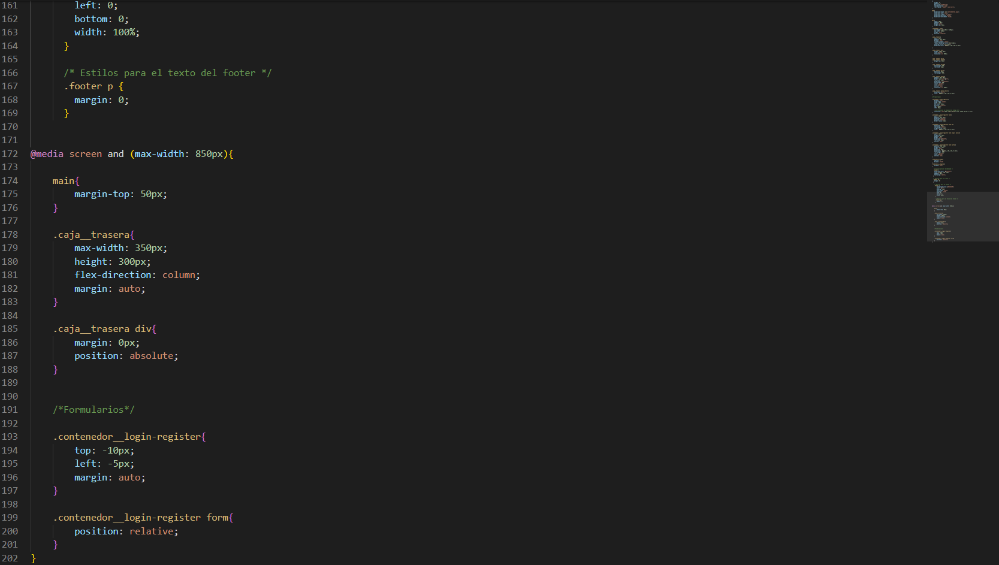 161 left: 0;
162 bottom: 0;
163 width: 100%;
164 }
165
166 /* Estilos para el texto del footer */
167 .footer p {
168 margin: 0;
169 }
170
171
172 @media screen and (max-width: 850px){
173
174 main{
175 margin-top: 50px;
176 }
177
178 .caja__trasera{
179 max-width: 350px;
180 height: 300px;
181 flex-direction: column;
182 margin: auto;
183 }
184
185 .caja__trasera div{
186 margin: 0px;
187 position: absolute;
188 }
189
190
191 /*Formularios*/
192
193 .contenedor__login-register{
194 top: -10px;
195 left: -5px;
196 margin: auto;
197 }
198
199 .contenedor__login-register form{
200 position: relative;
201 }
202 }